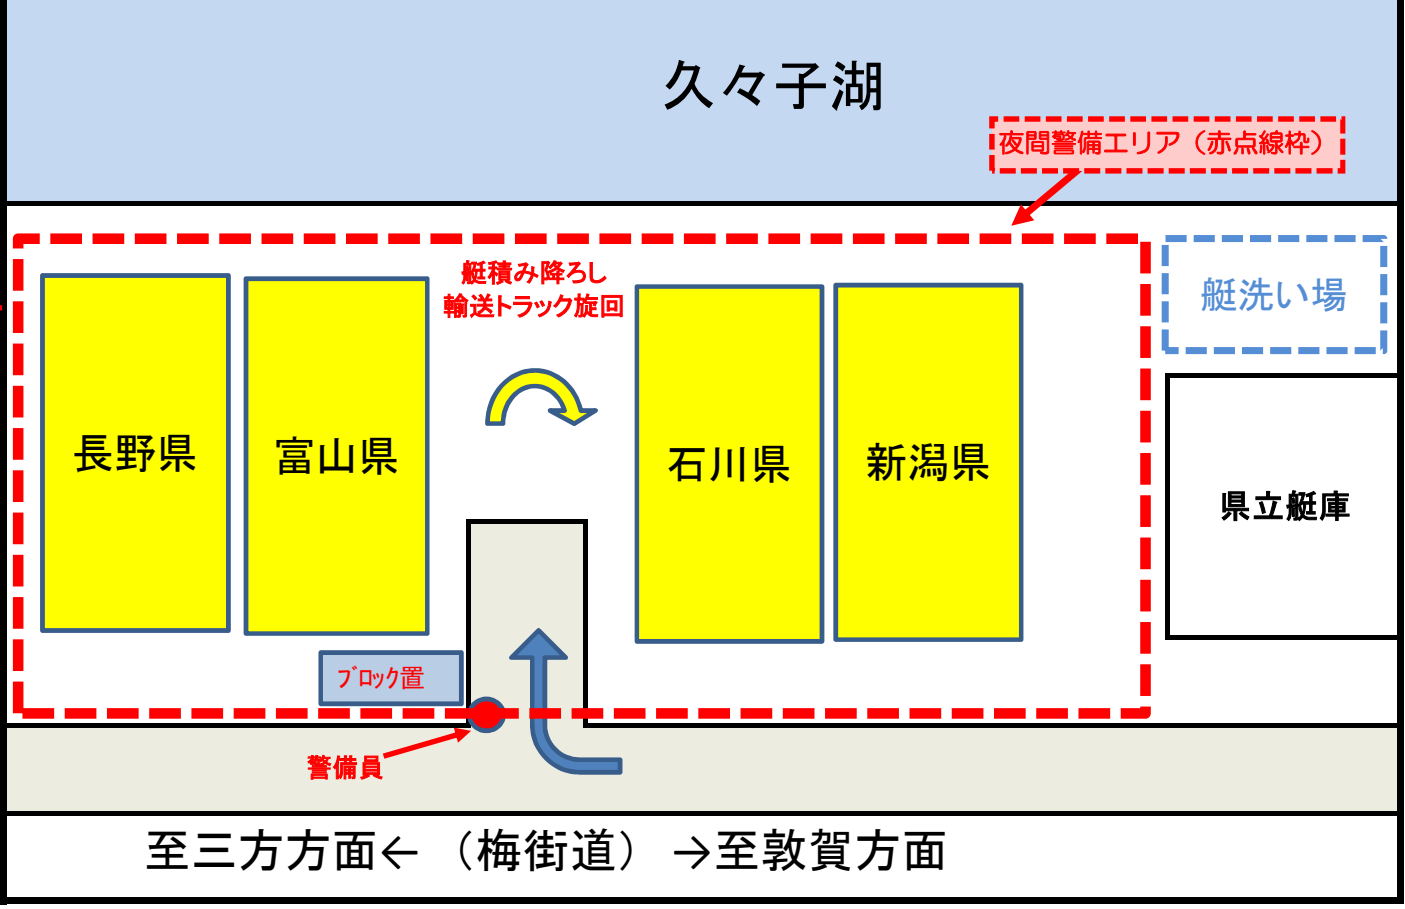 久々子湖
夜間警備エリア（赤点線枠）
艇積み降ろし
輸送トラック旋回
艇洗い場
長野県
富山県
石川県
新潟県
県立艇庫
ﾌﾞﾛｯｸ置
警備員
至三方方面←（梅街道）→至敦賀方面